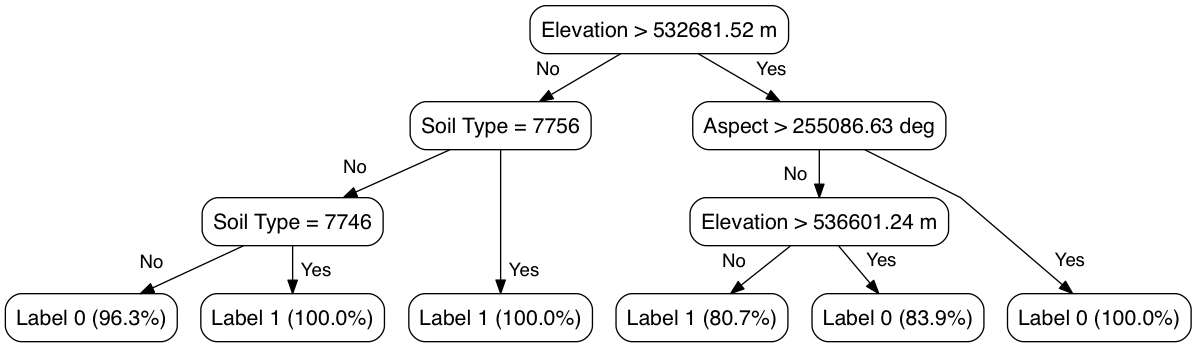 Elevation > 532681.52 m
No
Yes
Soil Type = 7756
Aspect > 255086.63 deg
No
Yes
No
Yes
Soil Type = 7746
Elevation > 536601.24 m
No
Yes
No
Yes
Label 0 (96.3%)
Label 1 (100.0%)
Label 1 (100.0%)
Label 1 (80.7%)
Label 0 (83.9%)
Label 0 (100.0%)